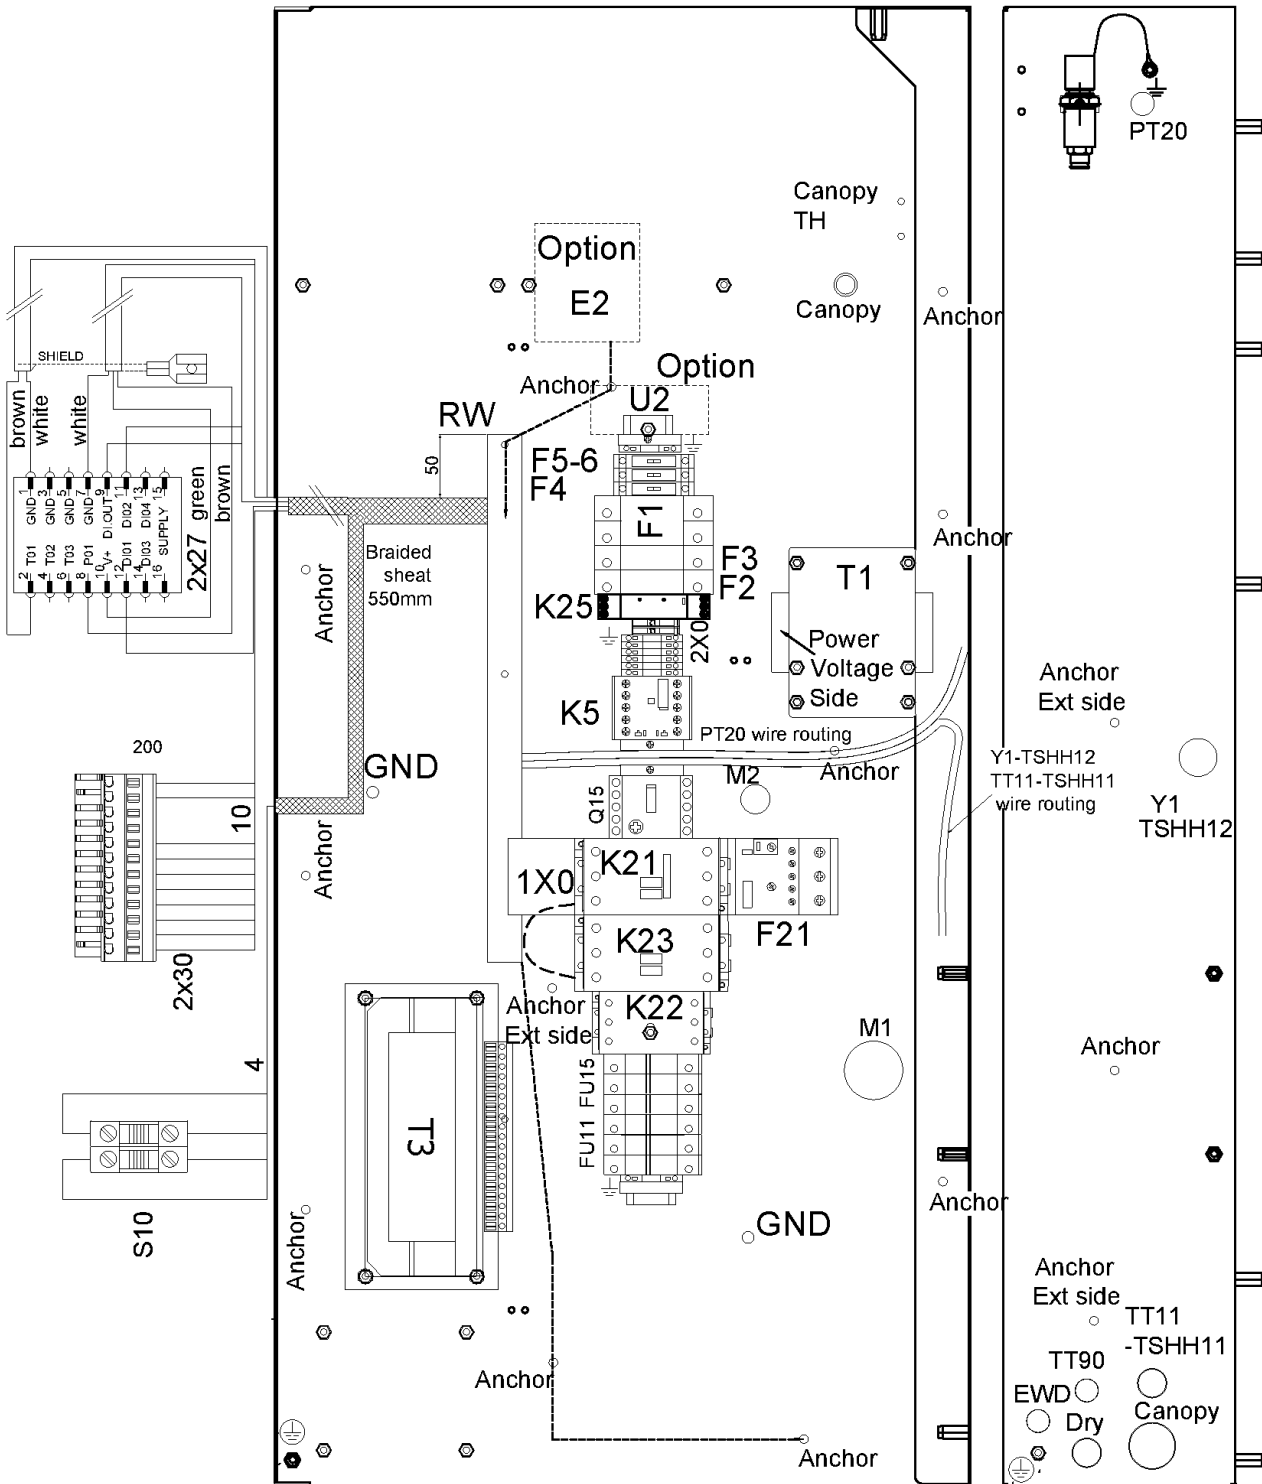 PT20
Canopy
TH
Option
E2
Canopy
Anchor
SHIELD
Option
Anchor
U2
RW
brown
white
white
50
F5-6
F4
F1
GND 1
GND 3
GND 5
GND 7
DI.OUT 9
DI02 11
DI04 13
SUPPLY 15
2 T01
4 T02
6 T03
8 P01
10 V+
12 DI01
14 DI03
16
2x27
green
brown
Anchor
Braided
sheat
550mm
F3
F2
T1
K25
2X0
Anchor
Power
Voltage
Side
Anchor
Ext side
K5
PT20 wire routing
200
GND
M2
Anchor
Y1-TSHH12
TT11-TSHH11
wire routing
Y1
TSHH12
10
Q15
Anchor
K21
1X0
F21
K23
2x30
Anchor
Ext side
K22
M1
Anchor
4
FU15
FU11
T3
Anchor
S10
Anchor
GND
Anchor
Ext side
TT11
-TSHH11
TT90
Anchor
EWD
Dry
Canopy
Anchor